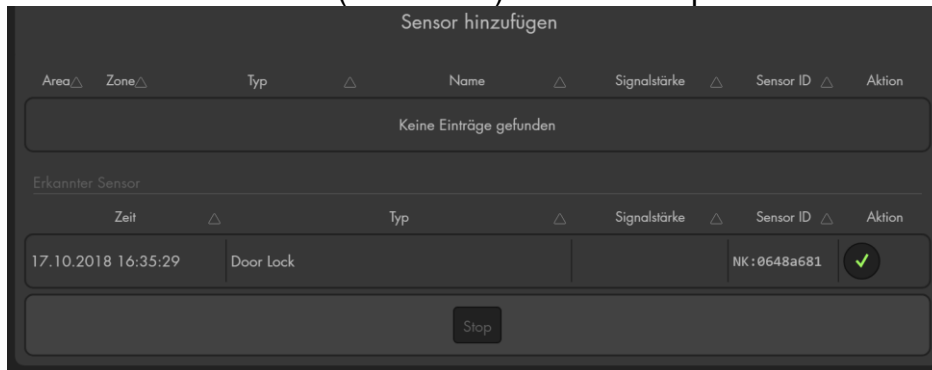 Sensor hinzufügen
Area Zone Typ Name Signalstärke Sensor ID Aktion
Keine Einträge gefunden
Erkannter Sensor
Zeit Typ Signalstärke Sensor ID Aktion
17.10.2018 16:35:29 Door Lock NK:0648a681
Stop